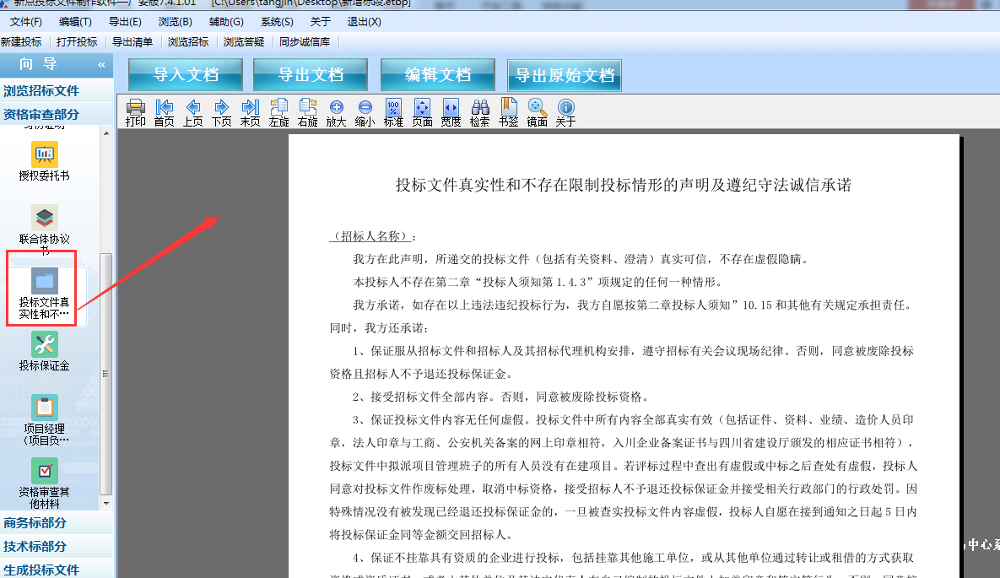 新点投标文件制作软件—广安版7.4.1.01 [C:\Users\tangjin\Desktop\新增标段.etbp]
文件(F) 编辑(T) 导出(E) 浏览(B) 辅助(G) 系统(S) 关于 退出(X)
新建投标 打开投标 导出清单 浏览招标 浏览答疑 同步诚信库
向 导 «
导入文档 导出文档 编辑文档 导出原始文档
浏览招标文件
资格审查部分
身份证明
授权委托书
联合体协议
书
投标文件真
实性和不…
投标保证金
项目经理
（项目负…
资格审查其
他材料
商务标部分
技术标部分
生成投标文件
打印 首页 上页 下页 末页 左旋 右旋 放大 缩小 标准 页面 宽度 检索 书签 镜面 关于
投标文件真实性和不存在限制投标情形的声明及遵纪守法诚信承诺
（招标人名称）：
我方在此声明，所递交的投标文件（包括有关资料、澄清）真实可信，不存在虚假隐瞒。
本投标人不存在第二章“投标人须知第 1.4.3”项规定的任何一种情形。
我方承诺，如存在以上违法违纪投标行为，我方自愿按第二章投标人须知”10.15 和其他有关规定承担责任。
同时，我方还承诺：
1、保证服从招标文件和招标人及其招标代理机构安排，遵守招标有关会议现场纪律。否则，同意被废除投标
资格且招标人不予退还投标保证金。
2、接受招标文件全部内容。否则，同意被废除投标资格。
3、保证投标文件内容无任何虚假。投标文件中所有内容全部真实有效（包括证件、资料、业绩、造价人员印
章，法人印章与工商、公安机关备案的网上印章相符，入川企业备案证书与四川省建设厅颁发的相应证书相符），
投标文件中拟派项目管理班子的所有人员没有在建项目。若评标过程中查出有虚假或中标之后查处有虚假，投标人
同意对投标文件作废标处理，取消中标资格，接受招标人不予退还投标保证金并接受相关行政部门的行政处罚。因
特殊情况没有被发现已经退还投标保证金的，一旦被查实投标文件内容虚假，投标人自愿在接到通知之日起 5 日内
将投标保证金同等金额交回招标人。
4、保证不挂靠具有资质的企业进行投标，包括挂靠其他施工单位，或从其他单位通过转让或租借的方式获取
中心系